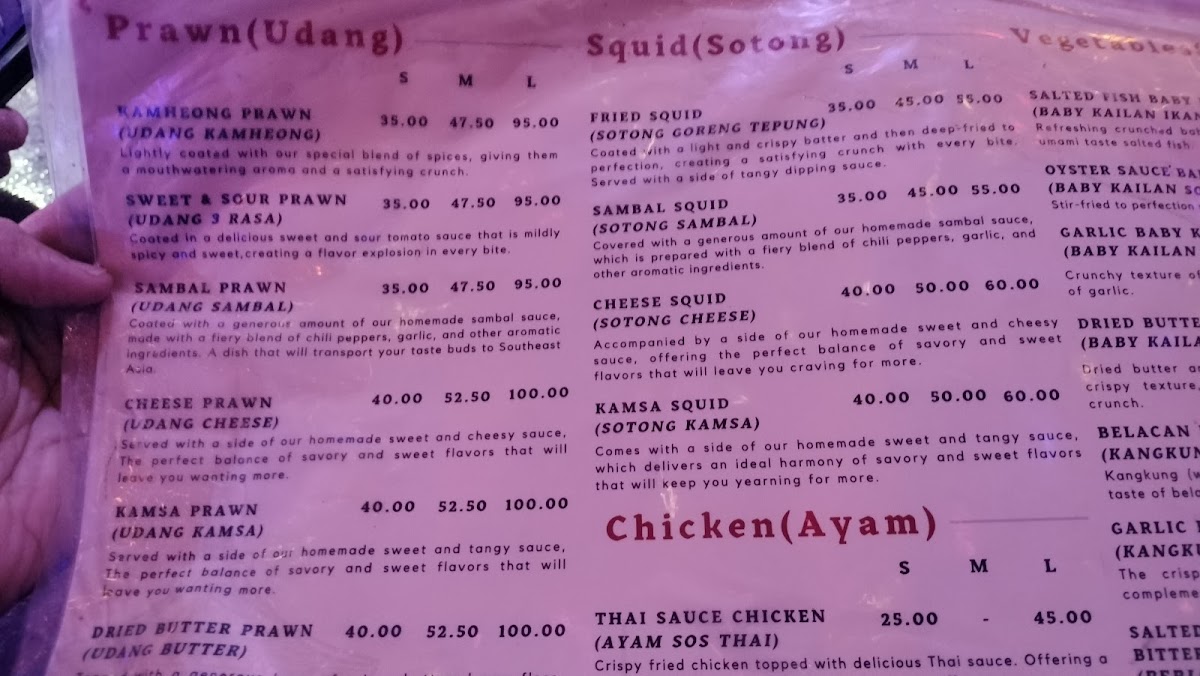 Prawn(Udang)
S M L
KAMHEONG PRAWN 35.00 47.50 95.00
(UDANG KAMHEONG)
Lightly coated with our special blend of spices, giving them
a mouthwatering aroma and a satisfying crunch.
SWEET & SOUR PRAWN 35.00 47.50 95.00
(UDANG 3 RASA)
Coated in a delicious sweet and sour tomato sauce that is mildly
spicy and sweet,creating a flavor explosion in every bite.
SAMBAL PRAWN 35.00 47.50 95.00
(UDANG SAMBAL)
Coated with a generous amount of our homemade sambal sauce,
made with a fiery blend of chili peppers, garlic, and other aromatic
ingredients. A dish that will transport your taste buds to Southeast
Asia.
CHEESE PRAWN 40.00 52.50 100.00
(UDANG CHEESE)
Served with a side of our homemade sweet and cheesy sauce,
The perfect balance of savory and sweet flavors that will
leave you wanting more.
KAMSA PRAWN 40.00 52.50 100.00
(UDANG KAMSA)
Served with a side of our homemade sweet and tangy sauce,
The perfect balance of savory and sweet flavors that will
leave you wanting more.
DRIED BUTTER PRAWN 40.00 52.50 100.00
(UDANG BUTTER)
Squid(Sotong)
S M L
FRIED SQUID 35.00 45.00 55.00
(SOTONG GORENG TEPUNG)
Coated with a light and crispy batter and then deep-fried to
perfection, creating a satisfying crunch with every bite.
Served with a side of tangy dipping sauce.
SAMBAL SQUID 35.00 45.00 55.00
(SOTONG SAMBAL)
Covered with a generous amount of our homemade sambal sauce,
which is prepared with a fiery blend of chili peppers, garlic, and
other aromatic ingredients.
CHEESE SQUID 40.00 50.00 60.00
(SOTONG CHEESE)
Accompanied by a side of our homemade sweet and cheesy
sauce, offering the perfect balance of savory and sweet
flavors that will leave you craving for more.
KAMSA SQUID 40.00 50.00 60.00
(SOTONG KAMSA)
Comes with a side of our homemade sweet and tangy sauce,
which delivers an ideal harmony of savory and sweet flavors
that will keep you yearning for more.
Chicken(Ayam)
S M L
THAI SAUCE CHICKEN 25.00 - 45.00
(AYAM SOS THAI)
Crispy fried chicken topped with delicious Thai sauce. Offering a
Vegetables
SALTED FISH BABY
(BABY KAILAN IKAN
Refreshing crunched
umami taste salted fish.
OYSTER SAUCE
(BABY KAILAN
Stir-fried to perfection
GARLIC BABY
(BABY KAILAN
Crunchy texture of
of garlic.
DRIED
(BABY
Dried butter
crispy texture,
crunch.
BELACAN
Kangkung
taste of
GARLIC
The
SALTED